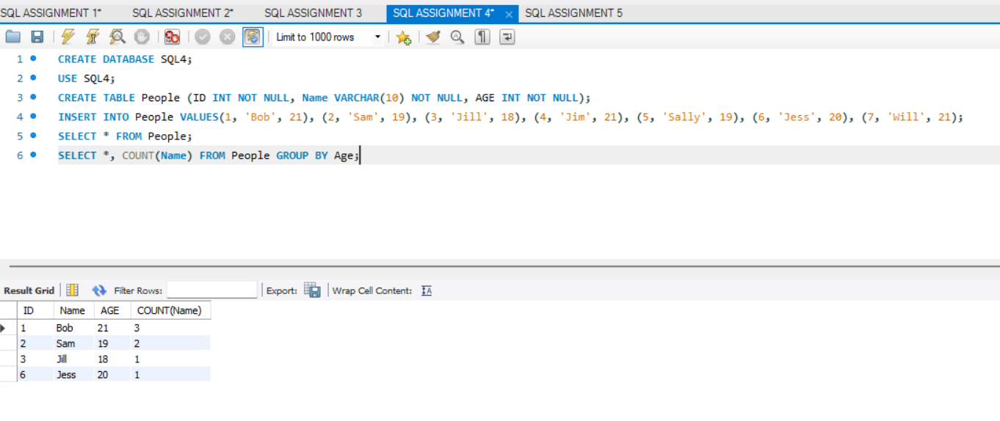 SQL ASSIGNMENT 1* SQL ASSIGNMENT 2* SQL ASSIGNMENT 3 SQL ASSIGNMENT 4* × SQL ASSIGNMENT 5
Limit to 1000 rows
1 CREATE DATABASE SQL4;
2 USE SQL4;
3 CREATE TABLE People (ID INT NOT NULL, Name VARCHAR(10) NOT NULL, AGE INT NOT NULL);
4 INSERT INTO People VALUES(1, 'Bob', 21), (2, 'Sam', 19), (3, 'Jill', 18), (4, 'Jim', 21), (5, 'Sally', 19), (6, 'Jess', 20), (7, 'Will', 21);
5 SELECT * FROM People;
6 SELECT *, COUNT(Name) FROM People GROUP BY Age;
Result Grid Filter Rows: Export: Wrap Cell Content:
ID Name AGE COUNT(Name)
1 Bob 21 3
2 Sam 19 2
3 Jill 18 1
6 Jess 20 1